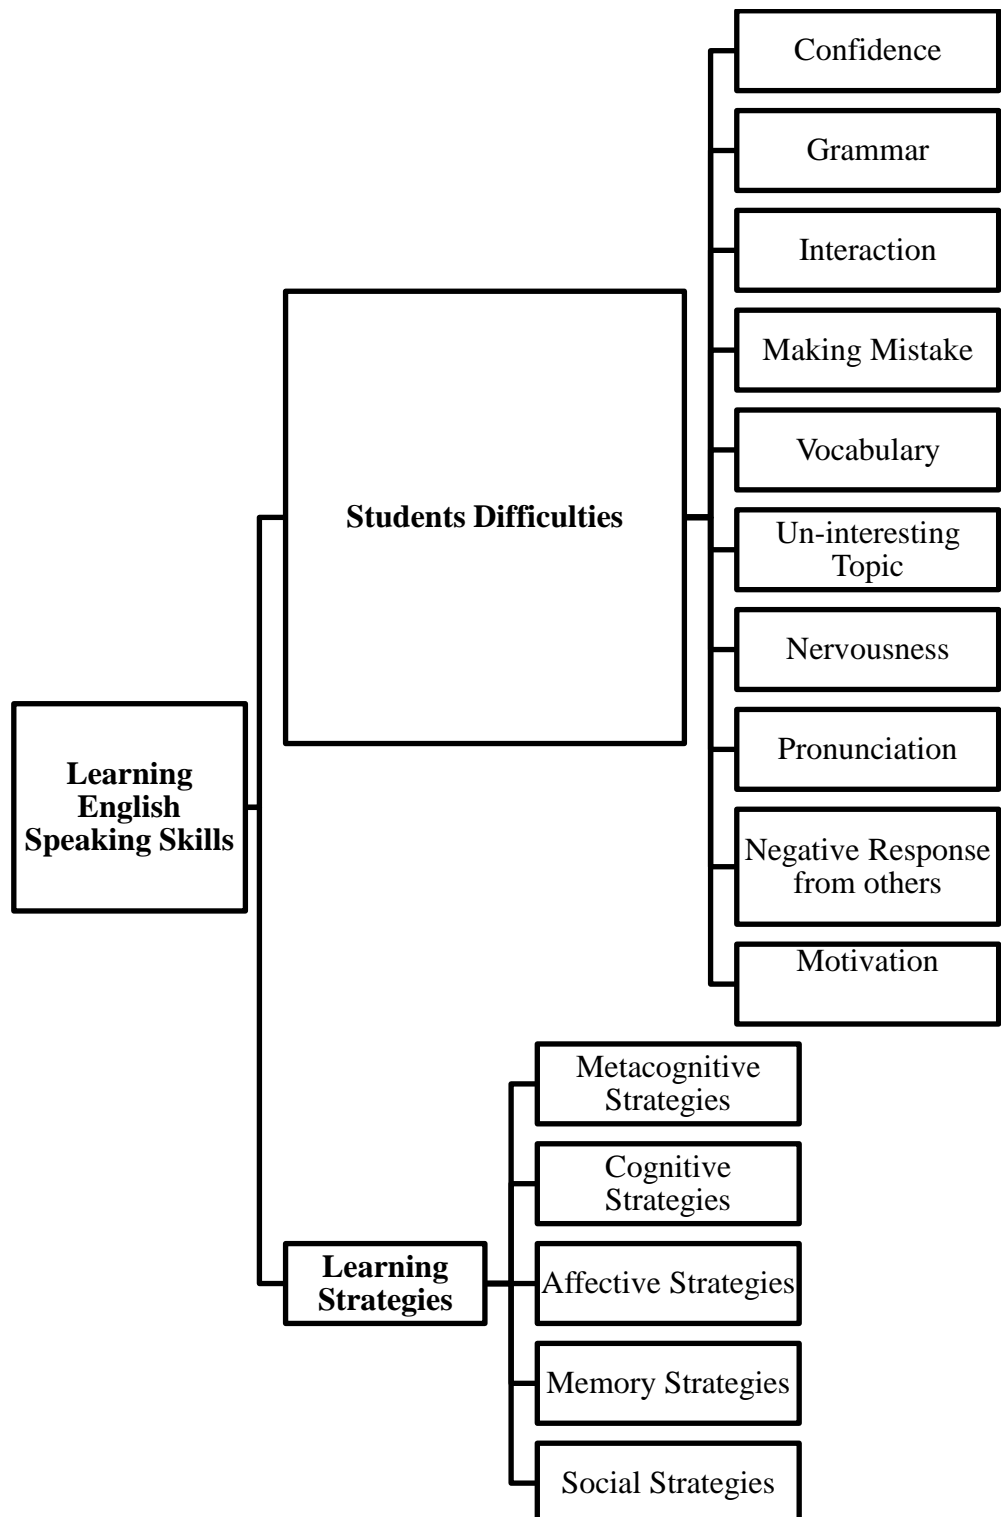 Confidence
Grammar
Interaction
Making Mistake
Vocabulary
Un-interesting
Topic
Nervousness
Pronunciation
Negative Response
from others
Motivation
Students Difficulties
Learning
English
Speaking Skills
Metacognitive
Strategies
Cognitive
Strategies
Affective Strategies
Memory Strategies
Social Strategies
Learning
Strategies